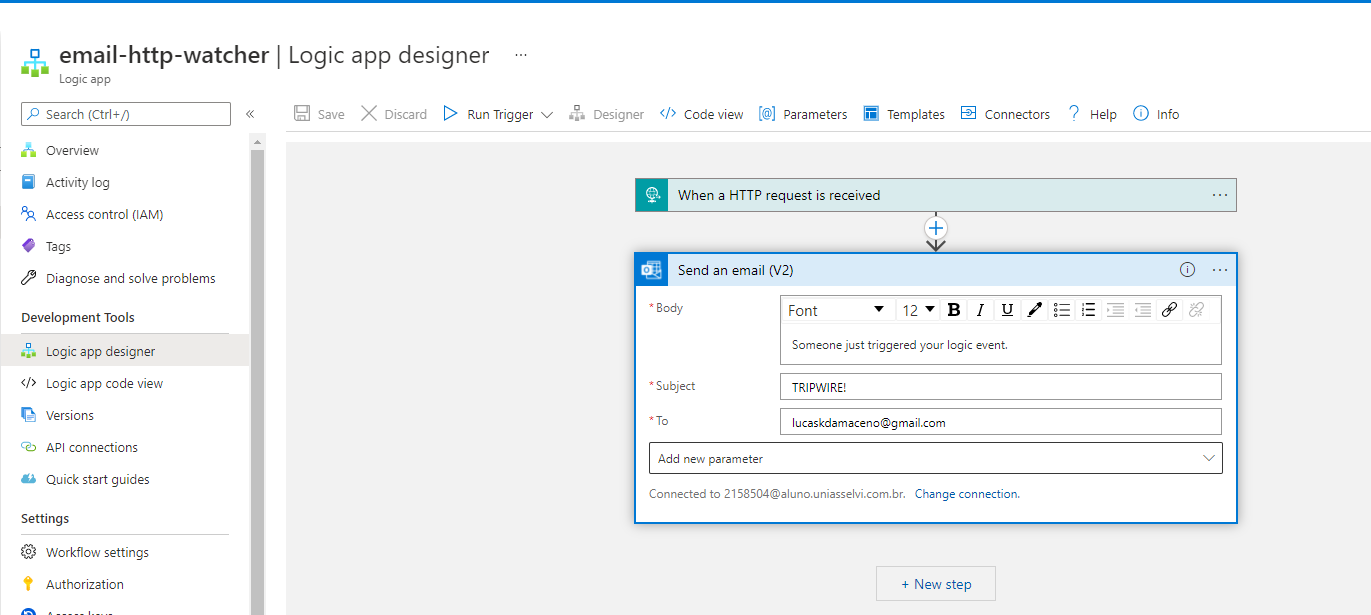 email-http-watcher | Logic app designer ...
Logic app
Search (Ctrl+/) «
Save Discard Run Trigger Designer </> Code view [@] Parameters Templates Connectors ? Help Info
Overview
Activity log
Access control (IAM)
Tags
Diagnose and solve problems
Development Tools
Logic app designer
</> Logic app code view
Versions
API connections
Quick start guides
Settings
Workflow settings
Authorization
Access keys
When a HTTP request is received ...
Send an email (V2) ...
* Body
Font 12 B I U
Someone just triggered your logic event.
* Subject
TRIPWIRE!
* To
lucaskdamaceno@gmail.com
Add new parameter
Connected to 2158504@aluno.uniasselvi.com.br. Change connection.
+ New step